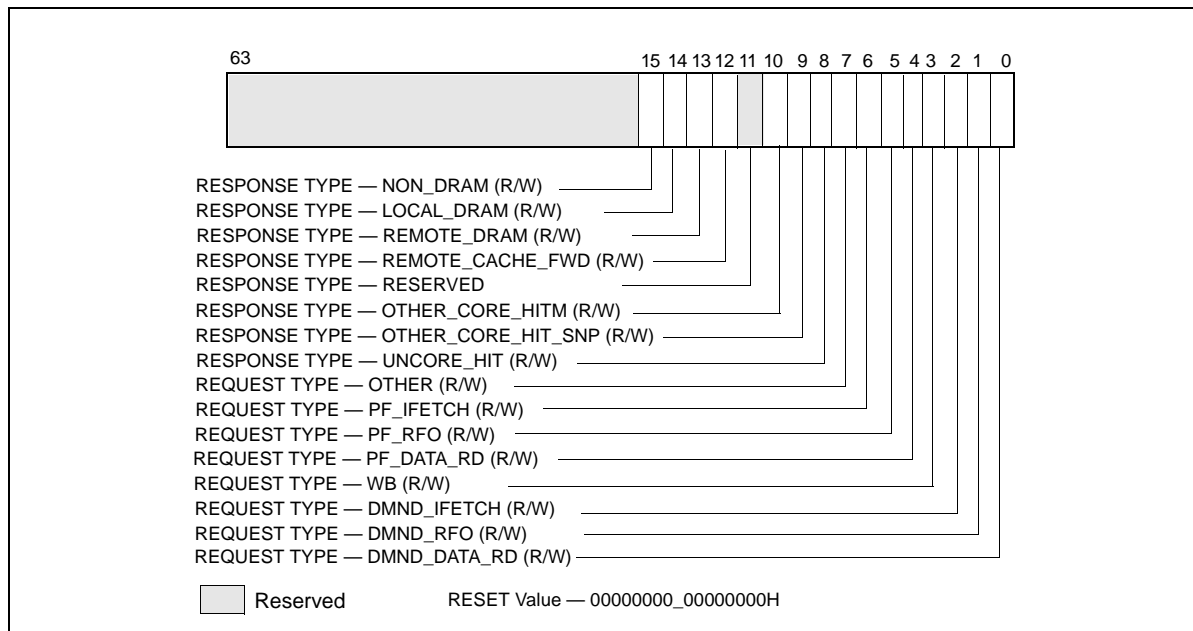 63 15 14 13 12 11 10 9 8 7 6 5 4 3 2 1 0
RESPONSE TYPE — NON_DRAM (R/W)
RESPONSE TYPE — LOCAL_DRAM (R/W)
RESPONSE TYPE — REMOTE_DRAM (R/W)
RESPONSE TYPE — REMOTE_CACHE_FWD (R/W)
RESPONSE TYPE — RESERVED
RESPONSE TYPE — OTHER_CORE_HITM (R/W)
RESPONSE TYPE — OTHER_CORE_HIT_SNP (R/W)
RESPONSE TYPE — UNCORE_HIT (R/W)
REQUEST TYPE — OTHER (R/W)
REQUEST TYPE — PF_IFETCH (R/W)
REQUEST TYPE — PF_RFO (R/W)
REQUEST TYPE — PF_DATA_RD (R/W)
REQUEST TYPE — WB (R/W)
REQUEST TYPE — DMND_IFETCH (R/W)
REQUEST TYPE — DMND_RFO (R/W)
REQUEST TYPE — DMND_DATA_RD (R/W)
Reserved RESET Value — 00000000_00000000H